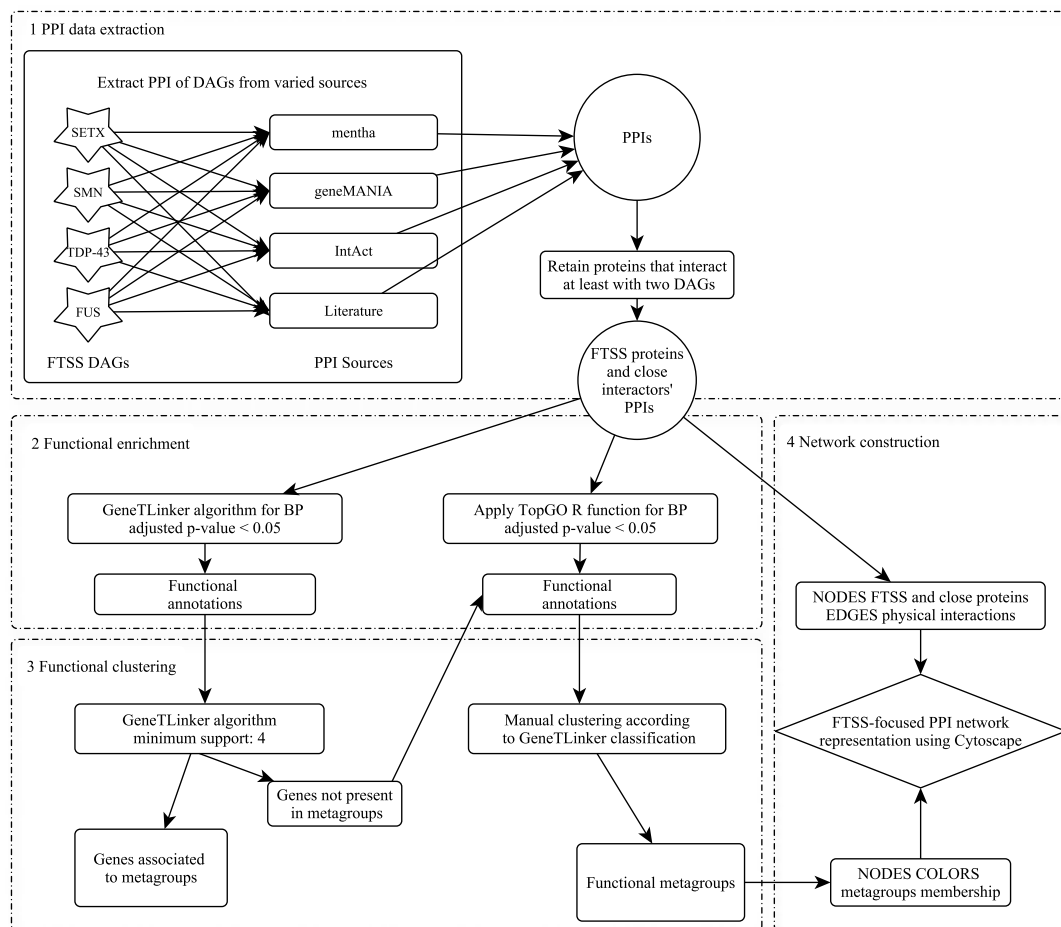 1 PPI data extraction
Extract PPI of DAGs from varied sources
SETX
SMN
TDP-43
FUS
FTSS DAGs
mentha
geneMANIA
IntAct
Literature
PPI Sources
PPIs
Retain proteins that interact
at least with two DAGs
FTSS proteins
and close
interactors'
PPIs
2 Functional enrichment
GeneTLinker algorithm for BP
adjusted p-value < 0.05
Functional
annotations
Apply TopGO R function for BP
adjusted p-value < 0.05
Functional
annotations
3 Functional clustering
GeneTLinker algorithm
minimum support: 4
Genes not present
in metagroups
Genes associated
to metagroups
Manual clustering according
to GeneTLinker classification
Functional metagroups
4 Network construction
NODES FTSS and close proteins
EDGES physical interactions
FTSS-focused PPI network
representation using Cytoscape
NODES COLORS
metagroups membership